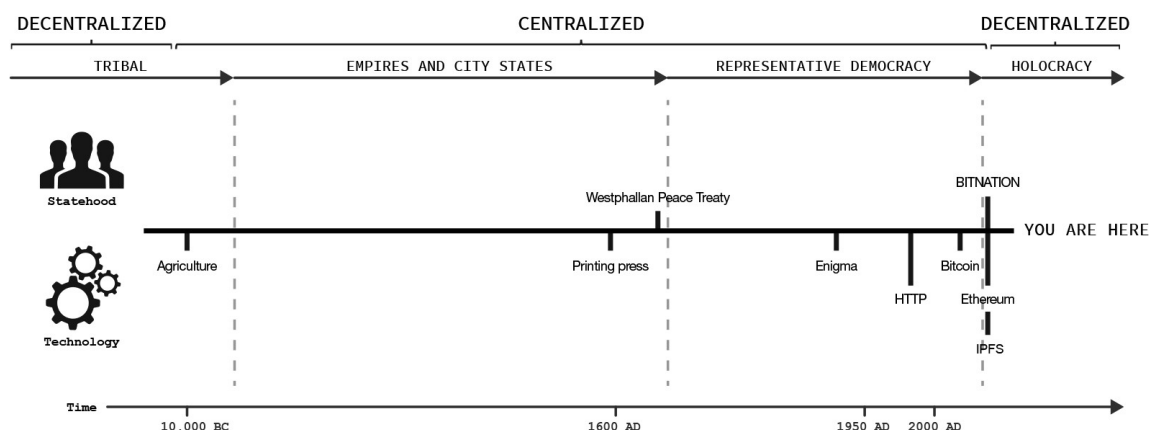 DECENTRALIZED
CENTRALIZED
DECENTRALIZED
TRIBAL
EMPIRES AND CITY STATES
REPRESENTATIVE DEMOCRACY
HOLOCRACY
Statehood
BITNATION
Westphallan Peace Treaty
YOU ARE HERE
Agriculture
Printing press
Enigma
Bitcoin
HTTP
Ethereum
Technology
IPFS
Time
10.000 BC
1600 AD
1950 AD
2000 AD